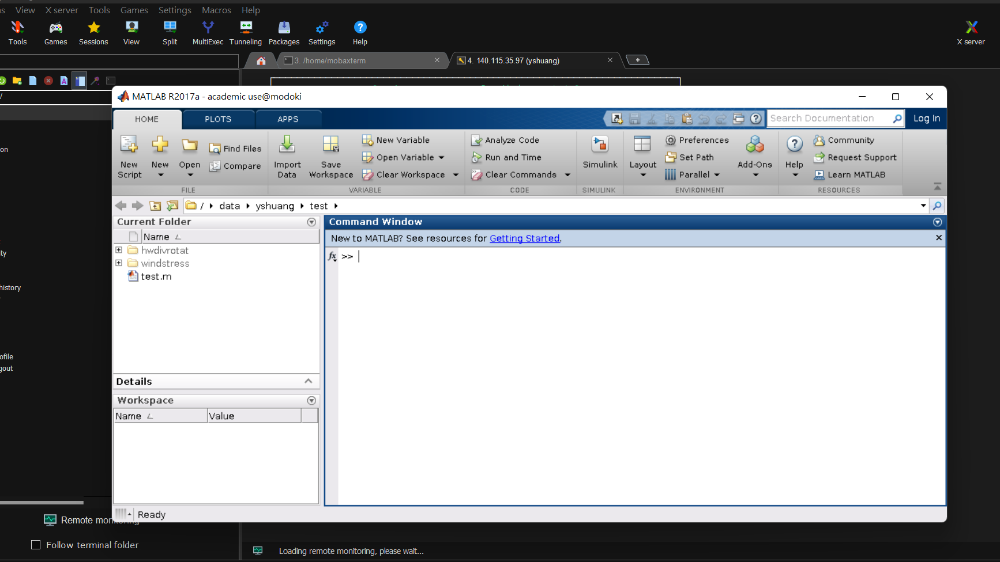 View X server Tools Games Settings Macros Help
Tools Games Sessions View Split MultiExec Tunneling Packages Settings Help X server
3. /home/mobaxterm 4. 140.115.35.97 (yshuang)
/
MATLAB R2017a - academic use@modoki
HOME PLOTS APPS Search Documentation Log In
New Script
New
Open
Find Files
Compare
FILE
Import Data
Save Workspace
New Variable
Open Variable
Clear Workspace
VARIABLE
Analyze Code
Run and Time
Clear Commands
CODE
Simulink
SIMULINK
Layout
Preferences
Set Path
Parallel
Add-Ons
ENVIRONMENT
Help
Community
Request Support
Learn MATLAB
RESOURCES
/ data yshuang test
Current Folder
Name
hwdivrotat
windstress
test.m
Details
Workspace
Name Value
Command Window
New to MATLAB? See resources for Getting Started.
fx >>
Ready
on
ity
history
ofile
gout
Remote monitoring
Follow terminal folder
Loading remote monitoring, please wait...